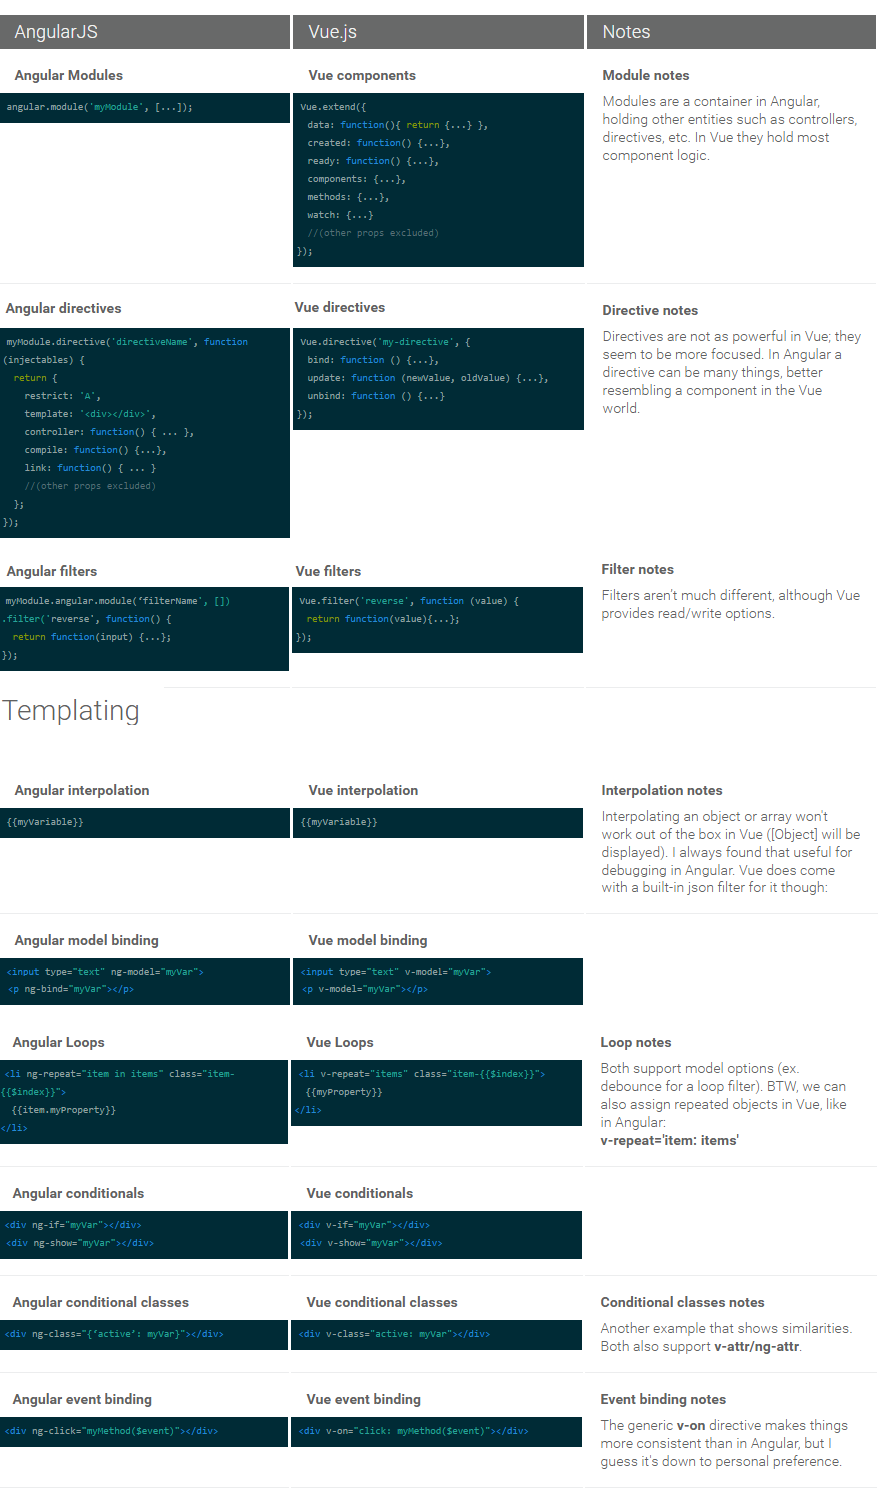 AngularJS
Vue.js
Notes
Angular Modules
angular.module('myModule', [...]);
Vue components
Vue.extend({
data: function(){ return {...} },
created: function() {...},
ready: function() {...},
components: {...},
methods: {...},
watch: {...}
//(other props excluded)
});
Module notes
Modules are a container in Angular,
holding other entities such as controllers,
directives, etc. In Vue they hold most
component logic.
Angular directives
myModule.directive('directiveName', function
(injectables) {
return {
restrict: 'A',
template: '<div></div>',
controller: function() { ... },
compile: function() {...},
link: function() { ... }
//(other props excluded)
};
});
Vue directives
Vue.directive('my-directive', {
bind: function () {...},
update: function (newValue, oldValue) {...},
unbind: function () {...}
});
Directive notes
Directives are not as powerful in Vue; they
seem to be more focused. In Angular a
directive can be many things, better
resembling a component in the Vue
world.
Angular filters
myModule.angular.module(‘filterName', [])
.filter('reverse', function() {
return function(input) {...};
});
Vue filters
Vue.filter('reverse', function (value) {
return function(value){...};
});
Filter notes
Filters aren't much different, although Vue
provides read/write options.
Templating
Angular interpolation
{{myVariable}}
Vue interpolation
{{myVariable}}
Interpolation notes
Interpolating an object or array won't
work out of the box in Vue ([Object] will be
displayed). I always found that useful for
debugging in Angular. Vue does come
with a built-in json filter for it though:
Angular model binding
<input type="text" ng-model="myVar">
<p ng-bind="myVar"></p>
Vue model binding
<input type="text" v-model="myVar">
<p v-model="myVar"></p>
Angular Loops
<li ng-repeat="item in items" class="item-
{{$index}}">
{{item.myProperty}}
</li>
Vue Loops
<li v-repeat="items" class="item-{{$index}}">
{{myProperty}}
</li>
Loop notes
Both support model options (ex.
debounce for a loop filter). BTW, we can
also assign repeated objects in Vue, like
in Angular:
v-repeat='item: items'
Angular conditionals
<div ng-if="myVar"></div>
<div ng-show="myVar"></div>
Vue conditionals
<div v-if="myVar"></div>
<div v-show="myVar"></div>
Angular conditional classes
<div ng-class="{‘active’: myVar}"></div>
Vue conditional classes
<div v-class="active: myVar"></div>
Conditional classes notes
Another example that shows similarities.
Both also support v-attr/ng-attr.
Angular event binding
<div ng-click="myMethod($event)"></div>
Vue event binding
<div v-on="click: myMethod($event)"></div>
Event binding notes
The generic v-on directive makes things
more consistent than in Angular, but I
guess it's down to personal preference.